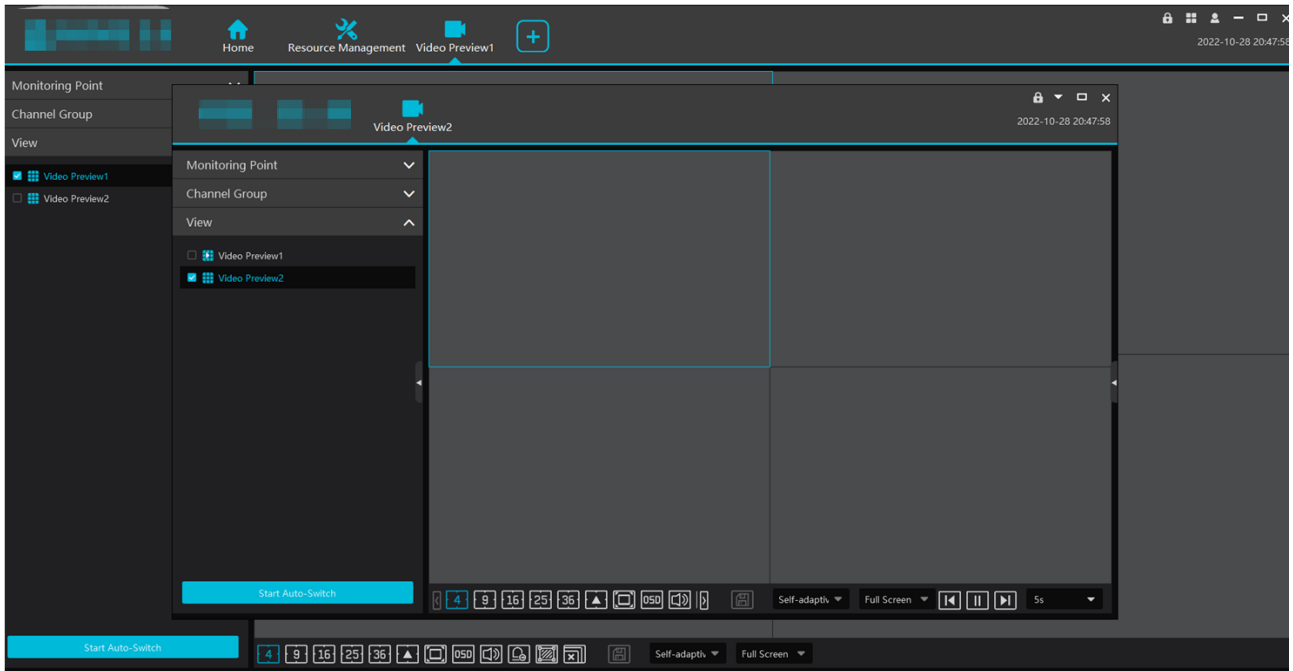 Home
Resource Management
Video Preview1
2022-10-28 20:47:58
Monitoring Point
Channel Group
View
Video Preview1
Video Preview2
Start Auto-Switch
4 9 16 25 36 OSD
Self-adaptiv
Full Screen
Video Preview2
2022-10-28 20:47:58
Monitoring Point
Channel Group
View
Video Preview1
Video Preview2
Start Auto-Switch
4 9 16 25 36 OSD
Self-adaptiv
Full Screen
5s